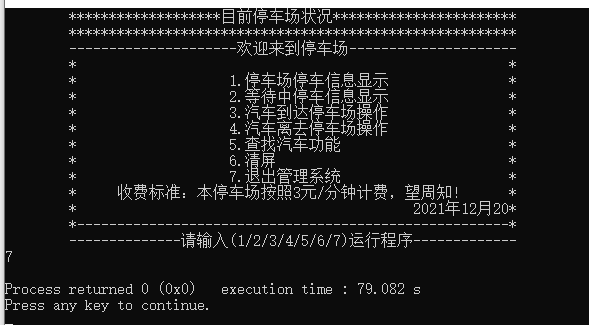 *******************目前停车场状况***********************
********************************************************
---------------------欢迎来到停车场---------------------
*                                                      *
*                   1.停车场停车信息显示               *
*                   2.等待中停车信息显示               *
*                   3.汽车到达停车场操作               *
*                   4.汽车离去停车场操作               *
*                   5.查找汽车功能                     *
*                   6.清屏                             *
*                   7.退出管理系统                     *
*     收费标准：本停车场按照3元/分钟计费，望周知！     *
*                                          2021年12月20*
*------------------------------------------------------*
--------------请输入(1/2/3/4/5/6/7)运行程序-------------
7
Process returned 0 (0x0)   execution time : 79.082 s
Press any key to continue.